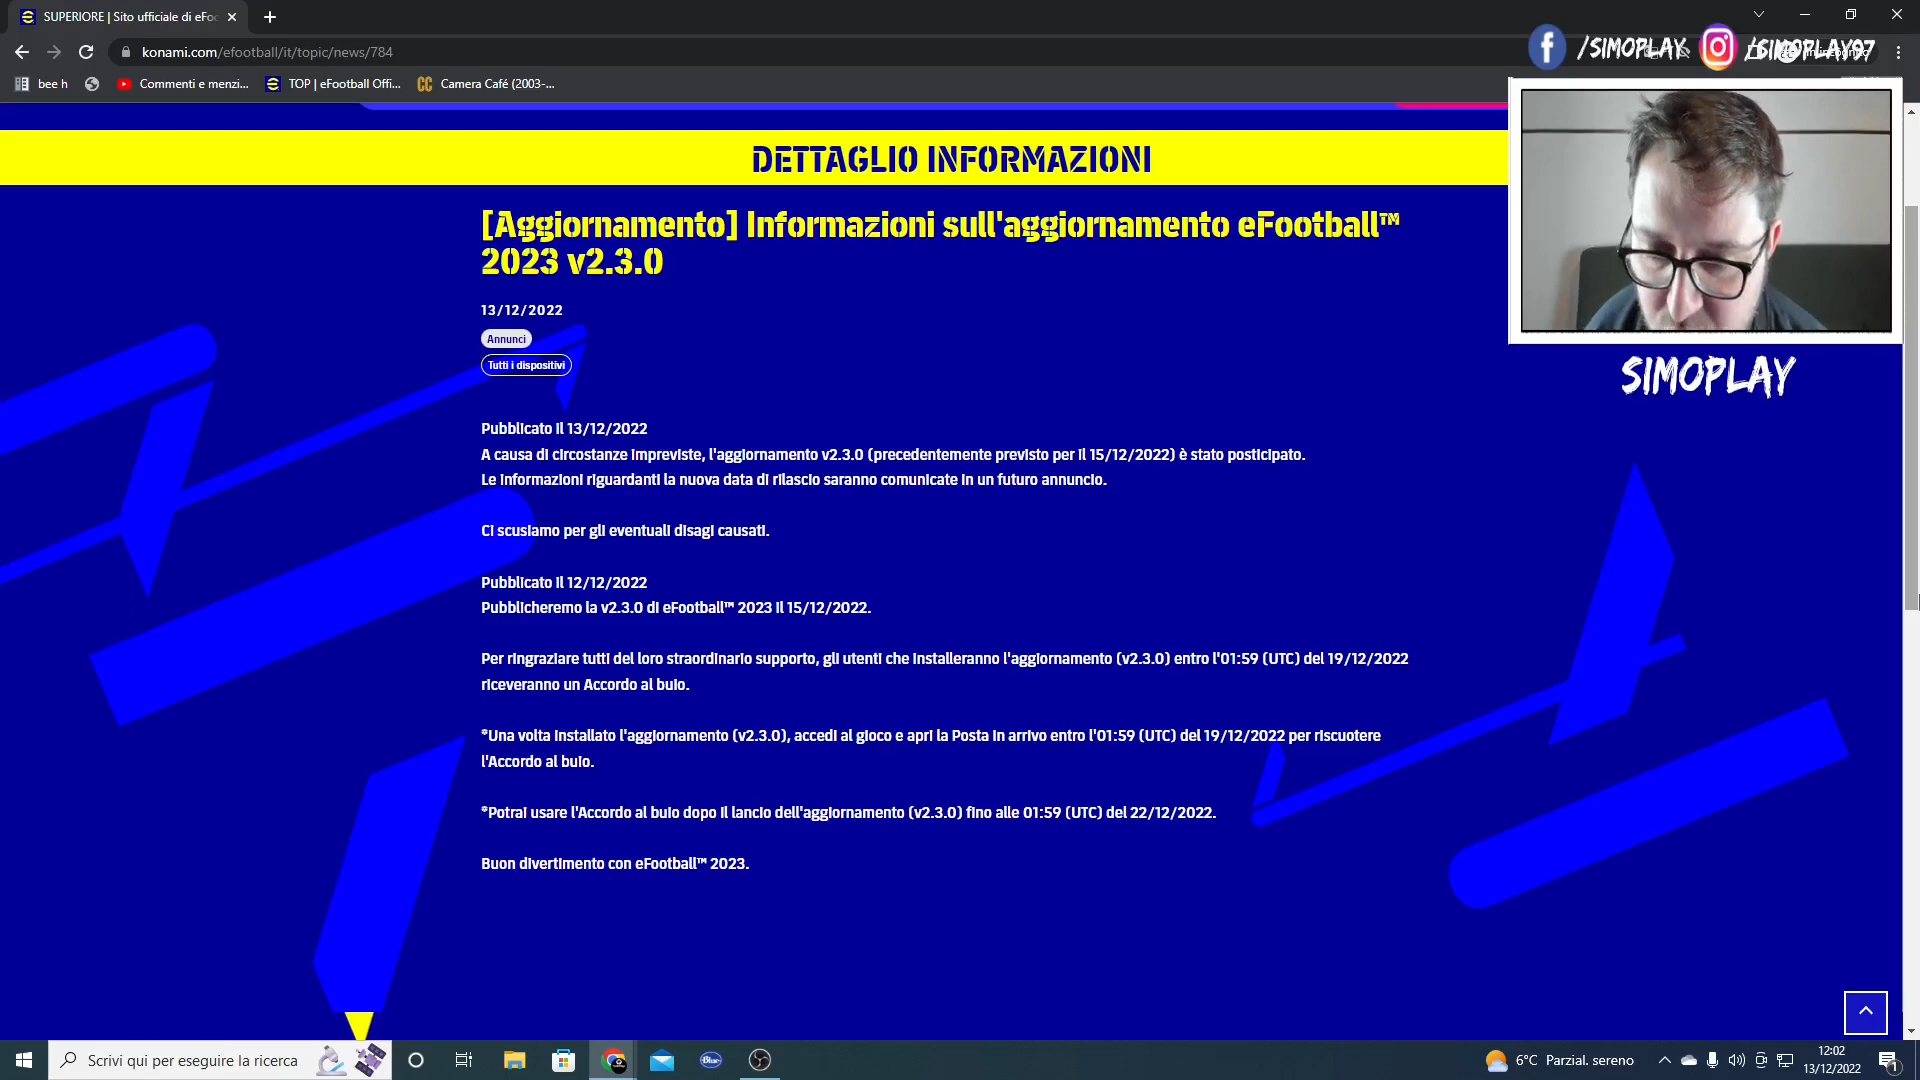 SUPERIORE | Sito ufficiale di eFoo
konami.com/efootball/it/topic/news/784
/SIMOPLAY
/SIMOPLAY97
bee h
Commenti e menzi...
TOP | eFootball Offi...
Camera Café (2003-...
DETTAGLIO INFORMAZIONI
[Aggiornamento] Informazioni sull'aggiornamento eFootball™
2023 v2.3.0
13/12/2022
Annunci
Tutti i dispositivi
SIMOPLAY
Pubblicato il 13/12/2022
A causa di circostanze impreviste, l'aggiornamento v2.3.0 (precedentemente previsto per il 15/12/2022) è stato posticipato.
Le informazioni riguardanti la nuova data di rilascio saranno comunicate in un futuro annuncio.
Ci scusiamo per gli eventuali disagi causati.
Pubblicato il 12/12/2022
Pubblicheremo la v2.3.0 di eFootball™ 2023 il 15/12/2022.
Per ringraziare tutti del loro straordinario supporto, gli utenti che installeranno l'aggiornamento (v2.3.0) entro l'01:59 (UTC) del 19/12/2022
riceveranno un Accordo al buio.
*Una volta installato l'aggiornamento (v2.3.0), accedi al gioco e apri la Posta in arrivo entro l'01:59 (UTC) del 19/12/2022 per riscuotere
l'Accordo al buio.
*Potrai usare l'Accordo al buio dopo il lancio dell'aggiornamento (v2.3.0) fino alle 01:59 (UTC) del 22/12/2022.
Buon divertimento con eFootball™ 2023.
Scrivi qui per eseguire la ricerca
Blue
6°C Parzial. sereno
12:02
13/12/2022
1